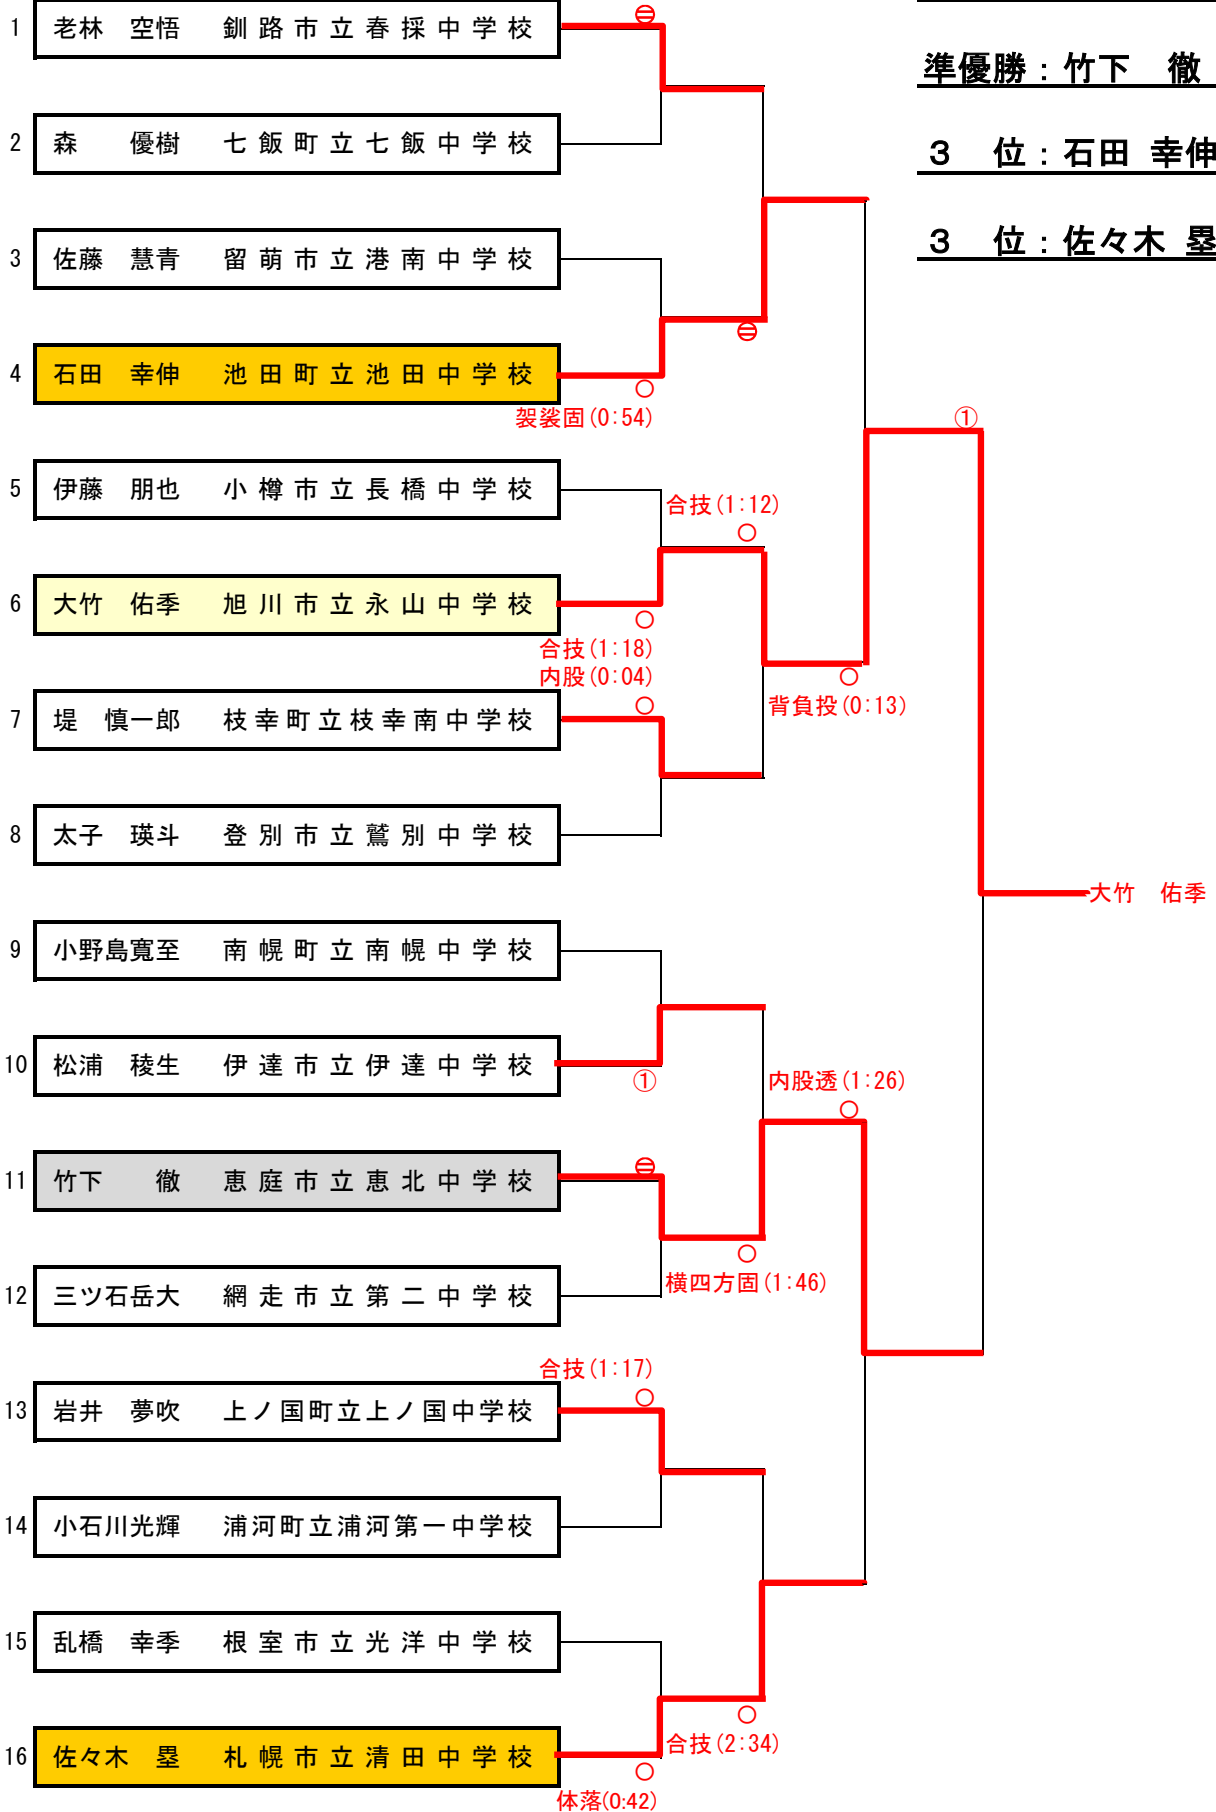 1 老林 空悟 釧路市立春採中学校
準優勝：竹下 徹
2 森 優樹 七飯町立七飯中学校
３ 位：石田 幸伸
3 佐藤 慧青 留萌市立港南中学校
３ 位：佐々木 塁
4 石田 幸伸 池田町立池田中学校
○
袈裟固(0:54)
①
5 伊藤 朋也 小樽市立長橋中学校
合技(1:12)
○
6 大竹 佑季 旭川市立永山中学校
○
合技(1:18)
内股(0:04)
○
○
背負投(0:13)
7 堤 慎一郎 枝幸町立枝幸南中学校
8 太子 瑛斗 登別市立鷲別中学校
大竹 佑季
9 小野島寛至 南幌町立南幌中学校
10 松浦 稜生 伊達市立伊達中学校
①
内股透(1:26)
○
11 竹下 徹 恵庭市立恵北中学校
○
横四方固(1:46)
12 三ツ石岳大 網走市立第二中学校
合技(1:17)
○
13 岩井 夢吹 上ノ国町立上ノ国中学校
14 小石川光輝 浦河町立浦河第一中学校
15 乱橋 幸季 根室市立光洋中学校
○
合技(2:34)
16 佐々木 塁 札幌市立清田中学校
○
体落(0:42)